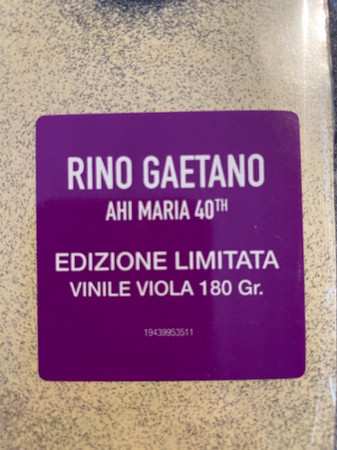 RINO GAETANO
AHI MARIA 40TH
EDIZIONE LIMITATA
VINILE VIOLA 180 Gr.
19439953511